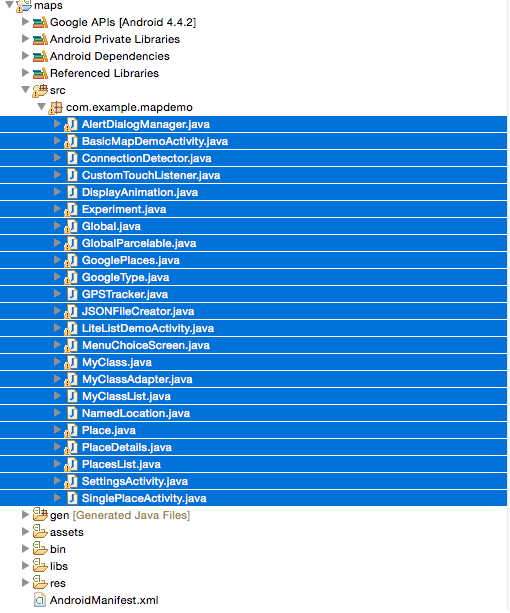 maps
Google APIs [Android 4.4.2]
Android Private Libraries
Android Dependencies
Referenced Libraries
src
com.example.mapdemo
AlertDialogManager.java
BasicMapDemoActivity.java
ConnectionDetector.java
CustomTouchListener.java
DisplayAnimation.java
Experiment.java
Global.java
GlobalParcelable.java
GooglePlaces.java
GoogleType.java
GPSTracker.java
JSONFileCreator.java
LiteListDemoActivity.java
MenuChoiceScreen.java
MyClass.java
MyClassAdapter.java
MyClassList.java
NamedLocation.java
Place.java
PlaceDetails.java
PlacesList.java
SettingsActivity.java
SinglePlaceActivity.java
gen [Generated Java Files]
assets
bin
libs
res
AndroidManifest.xml